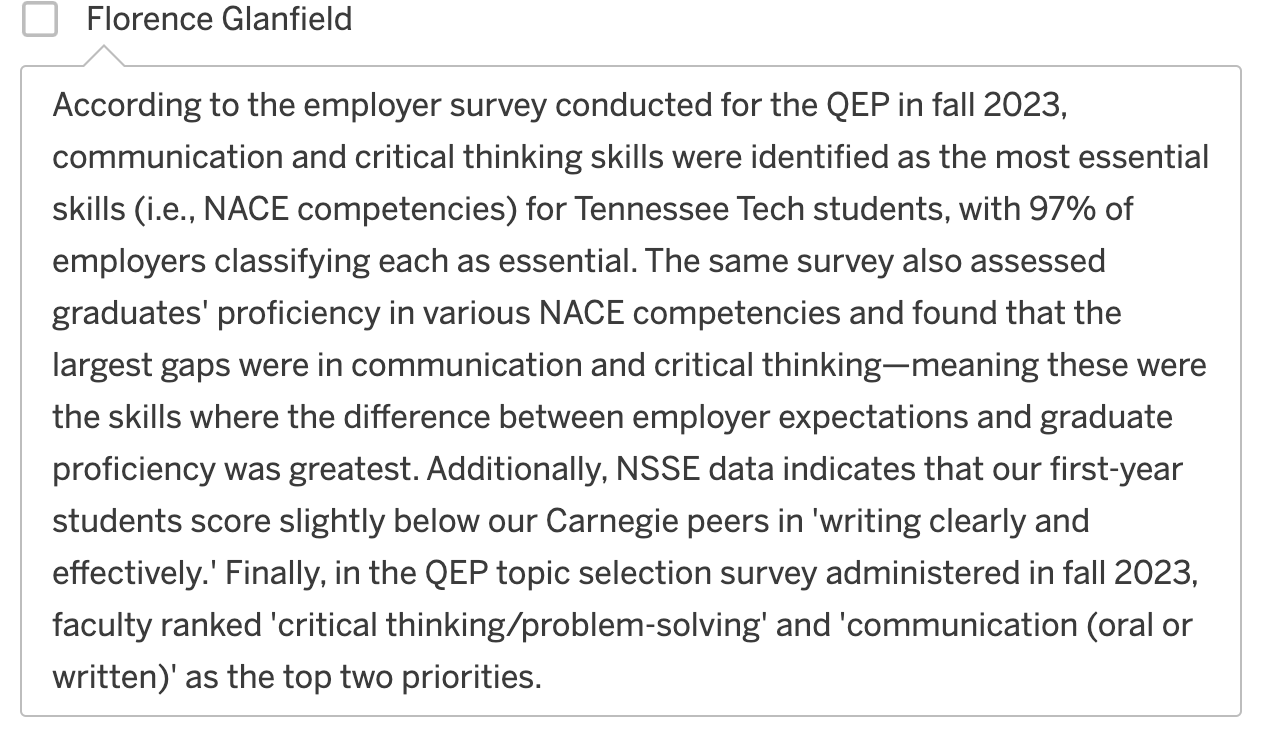 Florence Glanfield
According to the employer survey conducted for the QEP in fall 2023,
communication and critical thinking skills were identified as the most essential
skills (i.e., NACE competencies) for Tennessee Tech students, with 97% of
employers classifying each as essential. The same survey also assessed
graduates' proficiency in various NACE competencies and found that the
largest gaps were in communication and critical thinking—meaning these were
the skills where the difference between employer expectations and graduate
proficiency was greatest. Additionally, NSSE data indicates that our first-year
students score slightly below our Carnegie peers in 'writing clearly and
effectively.' Finally, in the QEP topic selection survey administered in fall 2023,
faculty ranked 'critical thinking/problem-solving' and 'communication (oral or
written)' as the top two priorities.